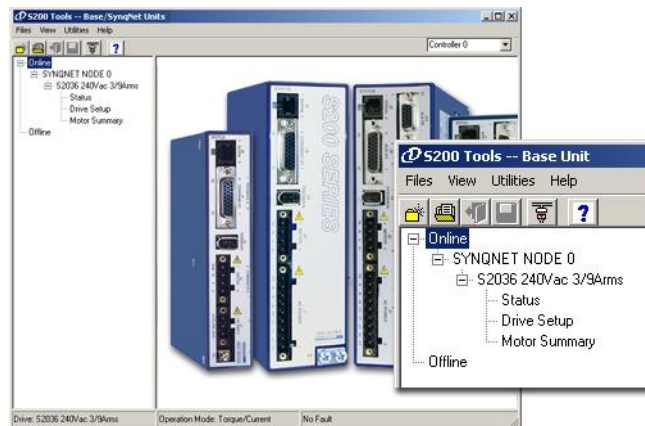 S200 Tools -- Base/SynqNet Units
Files View Utilities Help
Controller 0
Online
SYNQNET NODE 0
S2036 240Vac 3/9Arms
Status
Drive Setup
Motor Summary
Offline
S200 SERIES
Drive: S2036 240Vac 3/9Arms
Operation Mode: Torque/Current
No Fault
S200 Tools -- Base Unit
Files View Utilities Help
?
Online
SYNQNET NODE 0
S2036 240Vac 3/9Arms
Status
Drive Setup
Motor Summary
Offline